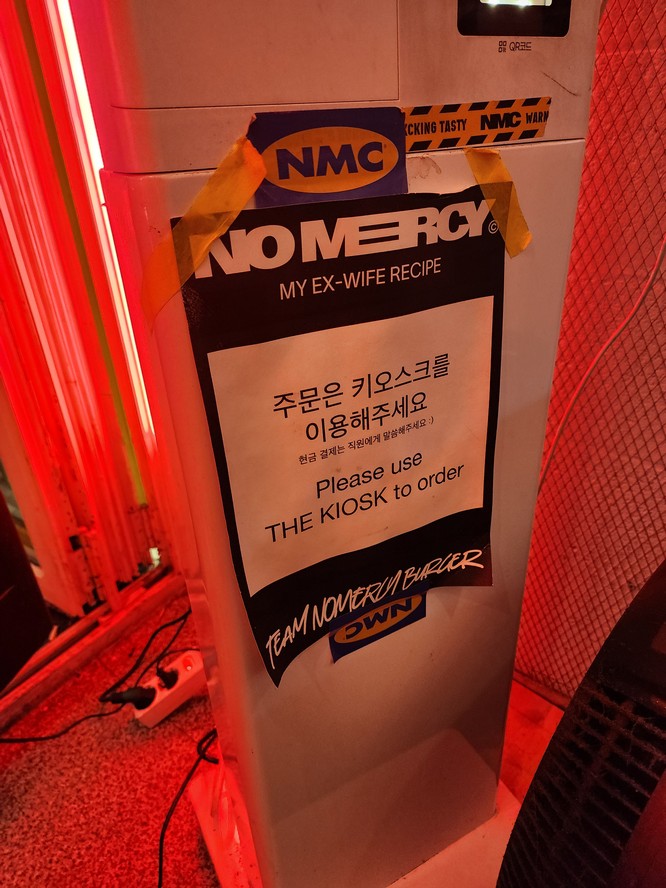 QR코드
CKING TASTY NMC WARN
NMC
NO MERCY©
MY EX-WIFE RECIPE
주문은 키오스크를
이용해주세요
현금 결제는 직원에게 말씀해주세요 :)
Please use
THE KIOSK to order
TEAM NOMERCY BURGER
NMC